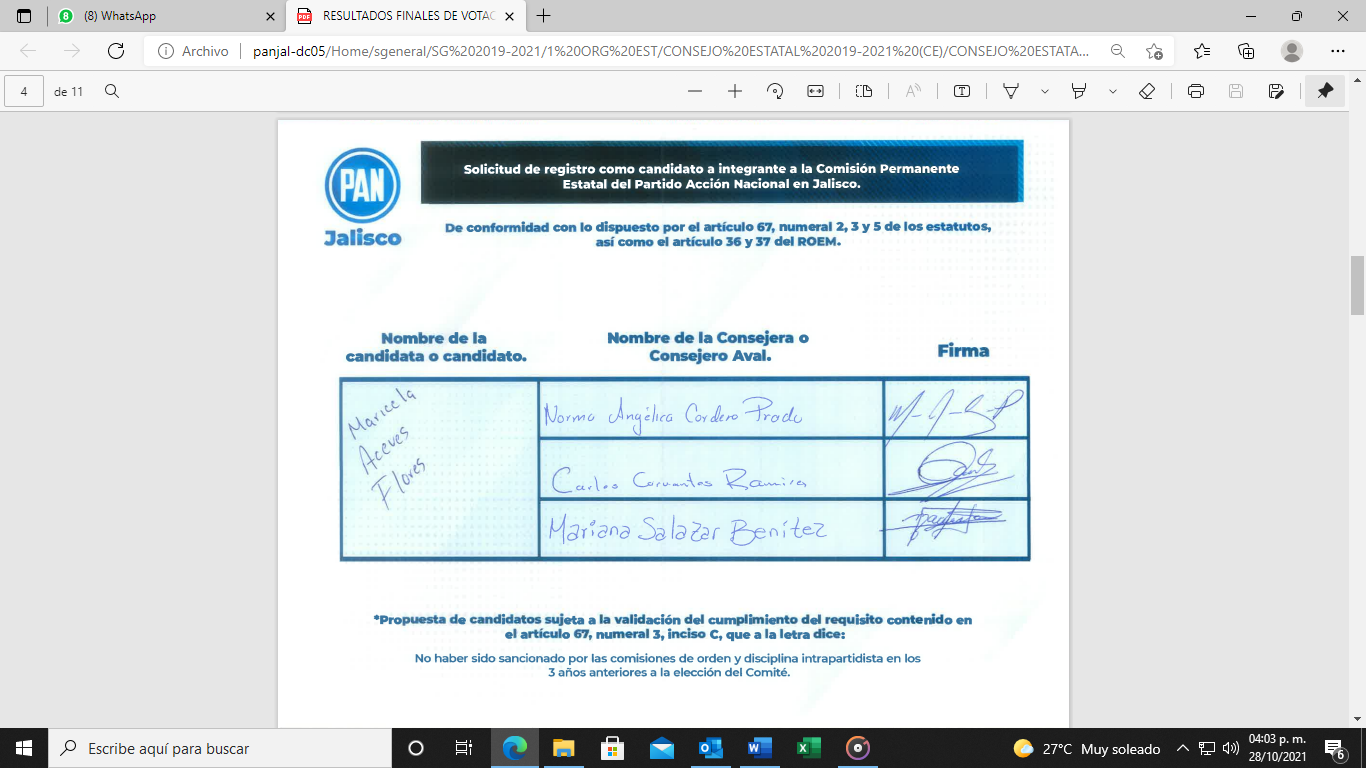 (8) WhatsApp
RESULTADOS FINALES DE VOTAC
Archivo
panjal-dc05/Home/sgeneral/SG%202019-2021/1%20ORG%20EST/CONSEJO%20ESTATAL%202019-2021%20(CE)/CONSEJO%20ESTATA...
4 de 11
PAN
Jalisco
Solicitud de registro como candidato a integrante a la Comisión Permanente
Estatal del Partido Acción Nacional en Jalisco.
De conformidad con lo dispuesto por el artículo 67, numeral 2, 3 y 5 de los estatutos,
así como el artículo 36 y 37 del ROEM.
Nombre de la
candidata o candidato.
Nombre de la Consejera o
Consejero Aval.
Firma
Maricela
Aceves
Flores
Norma Angélica Cordero Prado
Carlos Cervantes Ramirez
Mariana Salazar Benítez
*Propuesta de candidatos sujeta a la validación del cumplimiento del requisito contenido en
el artículo 67, numeral 3, inciso C, que a la letra dice:
No haber sido sancionado por las comisiones de orden y disciplina intrapartidista en los
3 años anteriores a la elección del Comité.
Escribe aquí para buscar
27°C Muy soleado
04:03 p. m.
28/10/2021
6